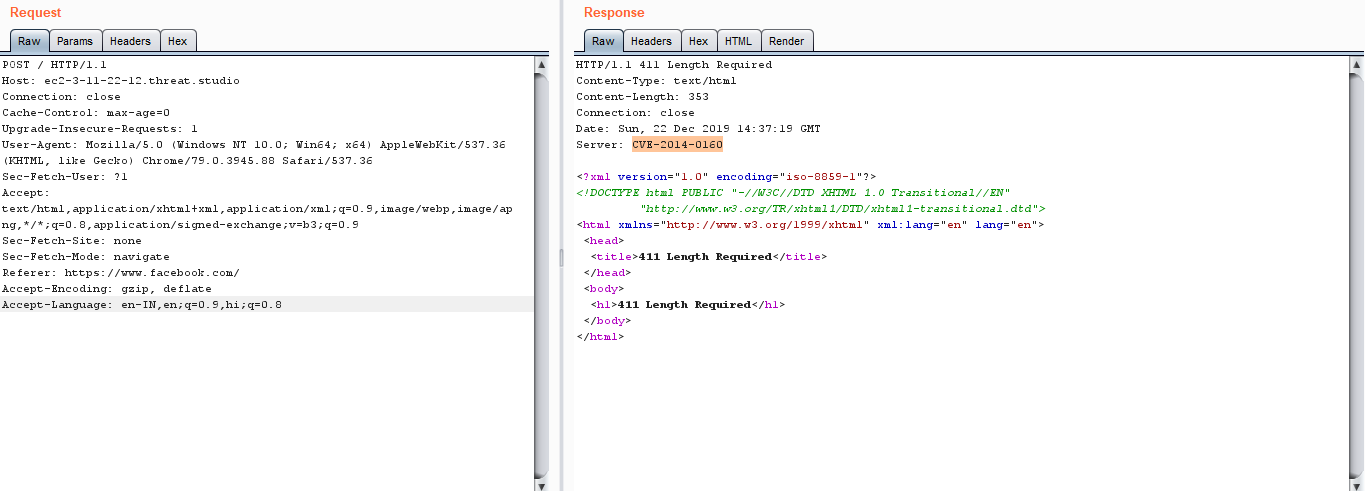 Request
Raw Params Headers Hex
POST / HTTP/1.1
Host: ec2-3-11-22-12.threat.studio
Connection: close
Cache-Control: max-age=0
Upgrade-Insecure-Requests: 1
User-Agent: Mozilla/5.0 (Windows NT 10.0; Win64; x64) AppleWebKit/537.36
(KHTML, like Gecko) Chrome/79.0.3945.88 Safari/537.36
Sec-Fetch-User: ?1
Accept:
text/html,application/xhtml+xml,application/xml;q=0.9,image/webp,image/ap
ng,*/*;q=0.8,application/signed-exchange;v=b3;q=0.9
Sec-Fetch-Site: none
Sec-Fetch-Mode: navigate
Referer: https://www.facebook.com/
Accept-Encoding: gzip, deflate
Accept-Language: en-IN,en;q=0.9,hi;q=0.8
Response
Raw Headers Hex HTML Render
HTTP/1.1 411 Length Required
Content-Type: text/html
Content-Length: 353
Connection: close
Date: Sun, 22 Dec 2019 14:37:19 GMT
Server: CVE-2014-0160
<?xml version="1.0" encoding="iso-8859-1"?>
<!DOCTYPE html PUBLIC "-//W3C//DTD XHTML 1.0 Transitional//EN"
"http://www.w3.org/TR/xhtml1/DTD/xhtml1-transitional.dtd">
<html xmlns="http://www.w3.org/1999/xhtml" xml:lang="en" lang="en">
<head>
<title>411 Length Required</title>
</head>
<body>
<h1>411 Length Required</h1>
</body>
</html>